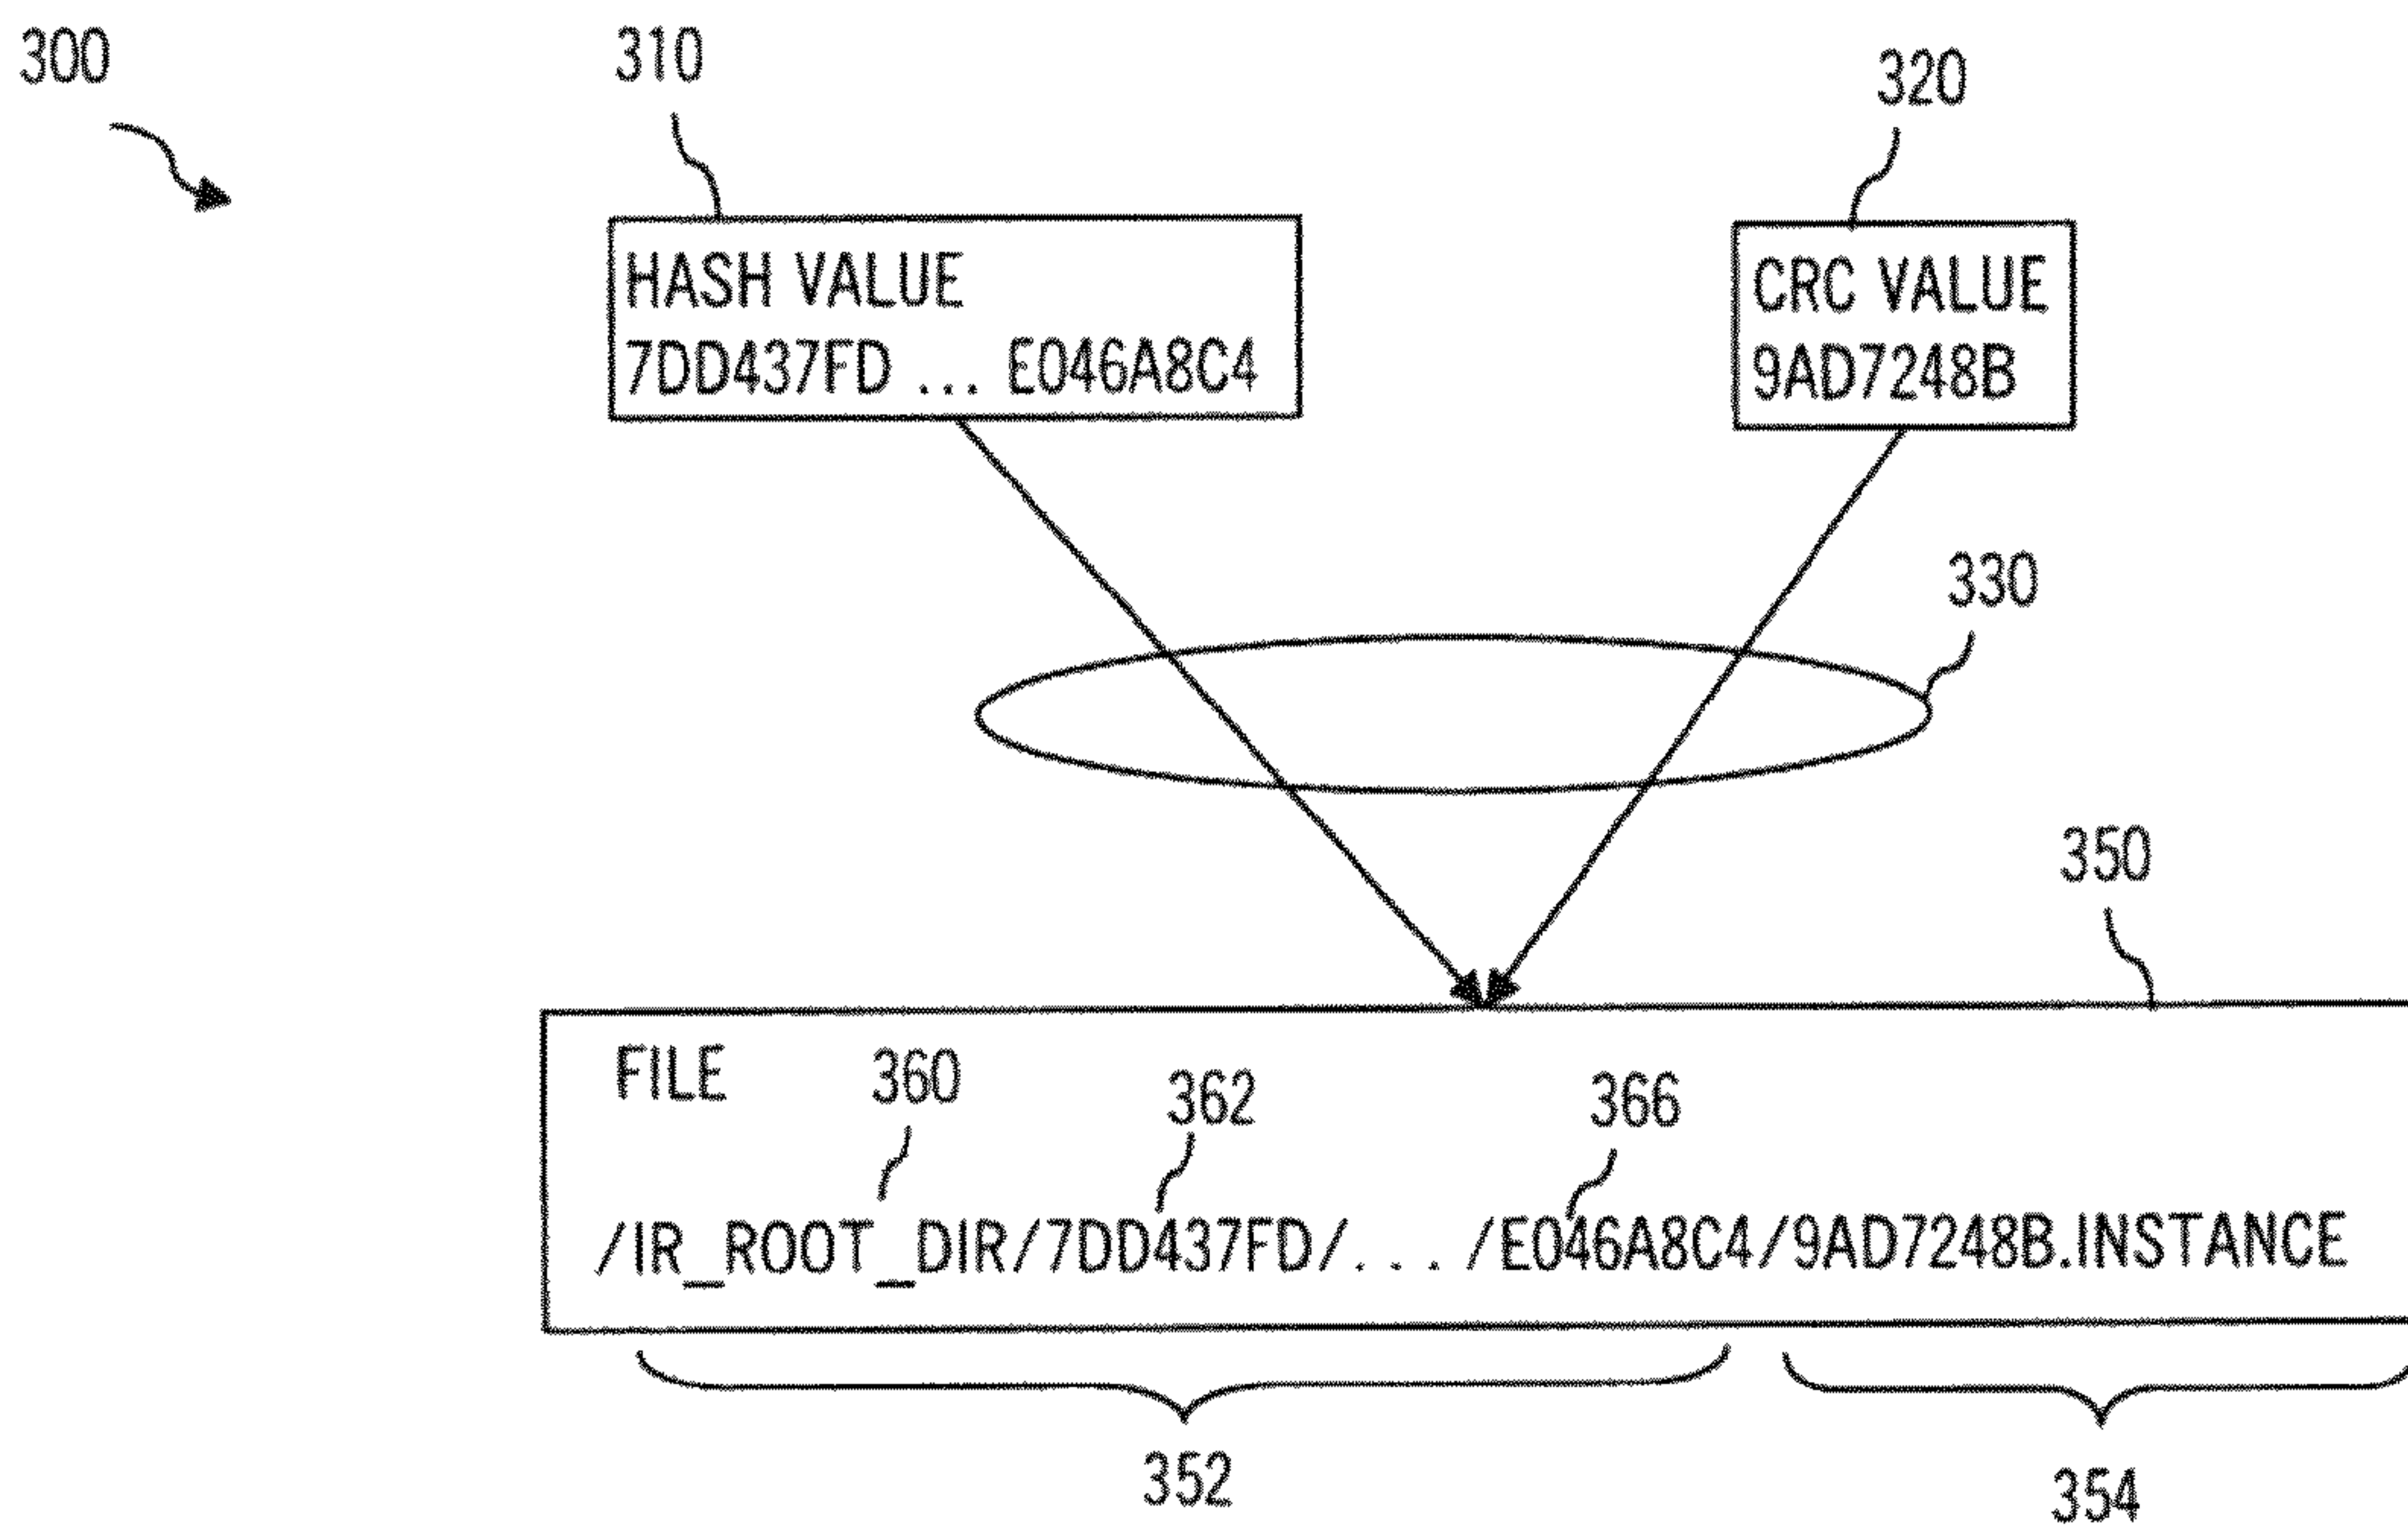 300
310
320
HASH VALUE
7DD437FD ... E046A8C4
CRC VALUE
9AD7248B
330
350
FILE
360
362
366
/IR_ROOT_DIR/7DD437FD/... /E046A8C4/9AD7248B.INSTANCE
352
354